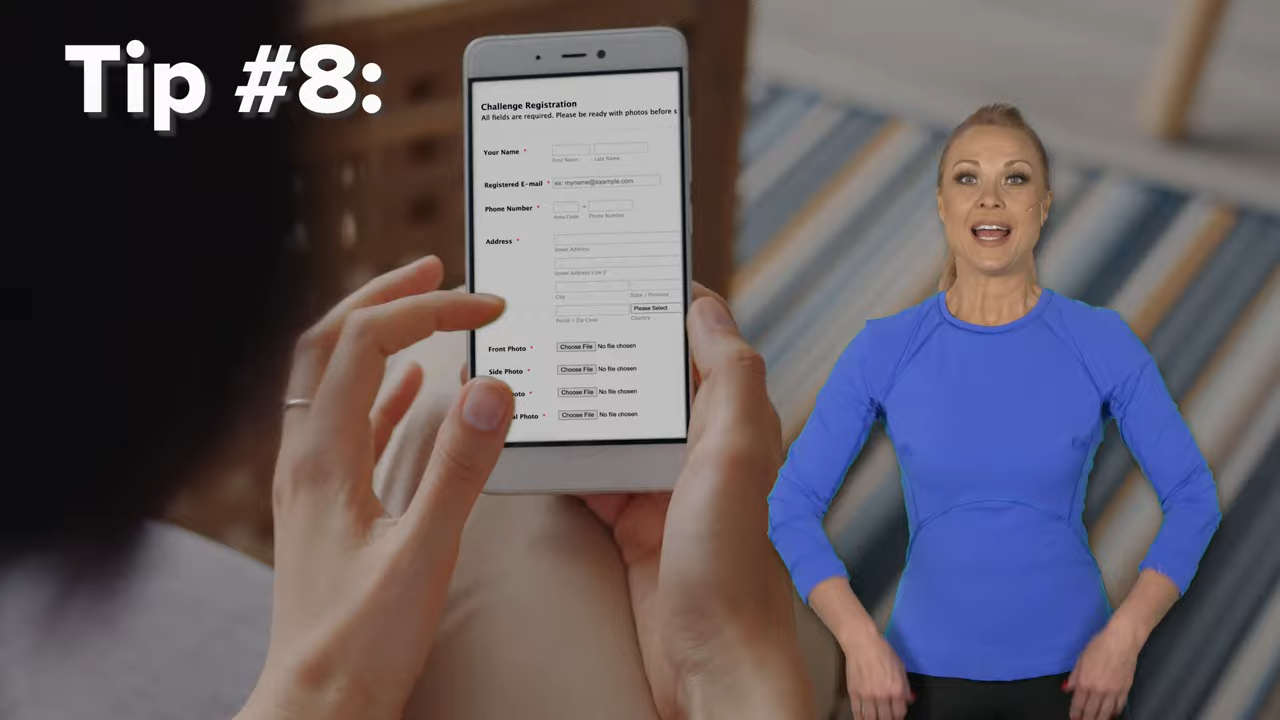 Tip #8:
Challenge Registration
All fields are required. Please be ready with photos before s
Your Name *
First Name Last Name
Registered E-mail * ex: myname@example.com
Phone Number * -
Area Code Phone Number
Address *
Street Address
Street Address Line 2
City State / Province
Please Select
Postal / Zip Code Country
Front Photo * Choose File No file chosen
Side Photo * Choose File No file chosen
oto * Choose File No file chosen
al Photo * Choose File No file chosen